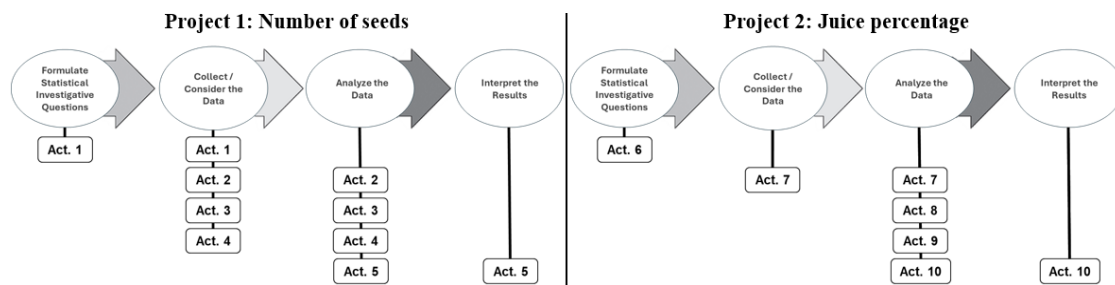 Project 1: Number of seeds
Formulate
Statistical
Investigative
Questions
Collect /
Consider the
Data
Analyze the
Data
Interpret the
Results
Act. 1
Act. 1
Act. 2
Act. 3
Act. 4
Act. 2
Act. 3
Act. 4
Act. 5
Act. 5
Project 2: Juice percentage
Formulate
Statistical
Investigative
Questions
Collect /
Consider the
Data
Analyze the
Data
Interpret the
Results
Act. 6
Act. 7
Act. 7
Act. 8
Act. 9
Act. 10
Act. 10